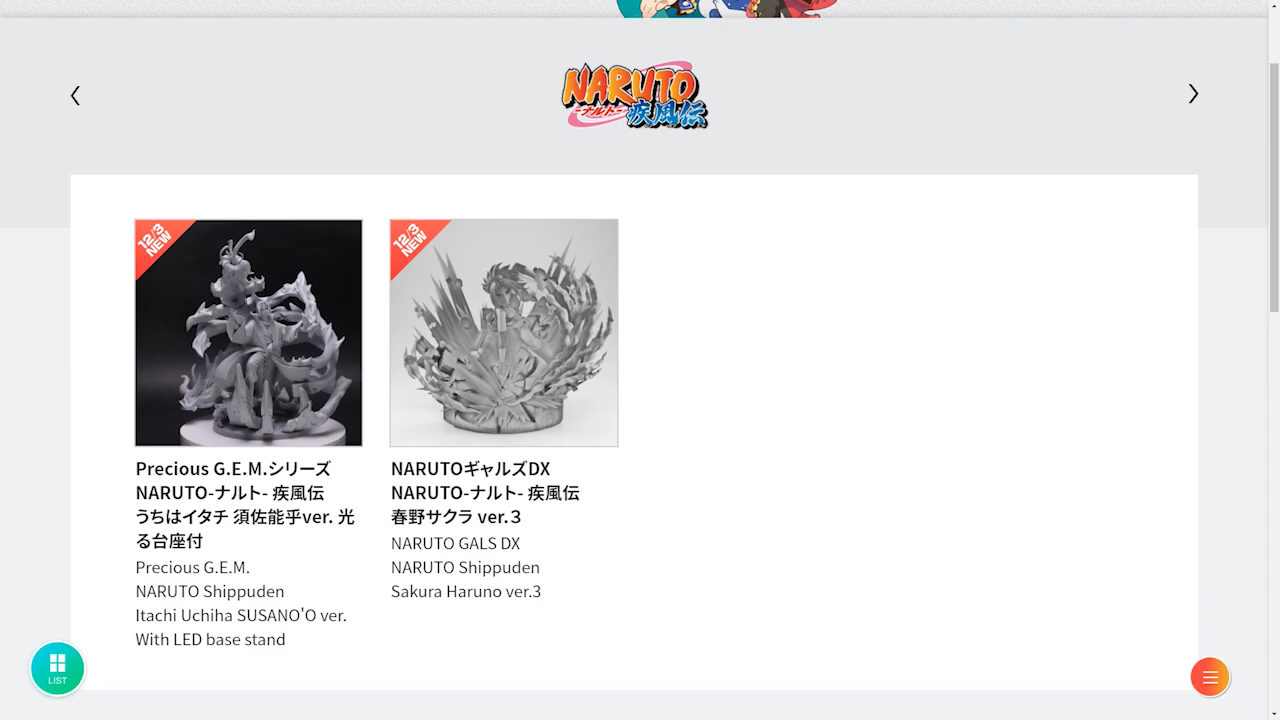 NARUTO
-ナルト-
疾風伝
12/3
NEW
12/3
NEW
Precious G.E.M.シリーズ
NARUTO-ナルト- 疾風伝
うちはイタチ 須佐能乎ver. 光
る台座付
Precious G.E.M.
NARUTO Shippuden
Itachi Uchiha SUSANO'O ver.
With LED base stand
NARUTOギャルズDX
NARUTO-ナルト- 疾風伝
春野サクラ ver.３
NARUTO GALS DX
NARUTO Shippuden
Sakura Haruno ver.3
LIST